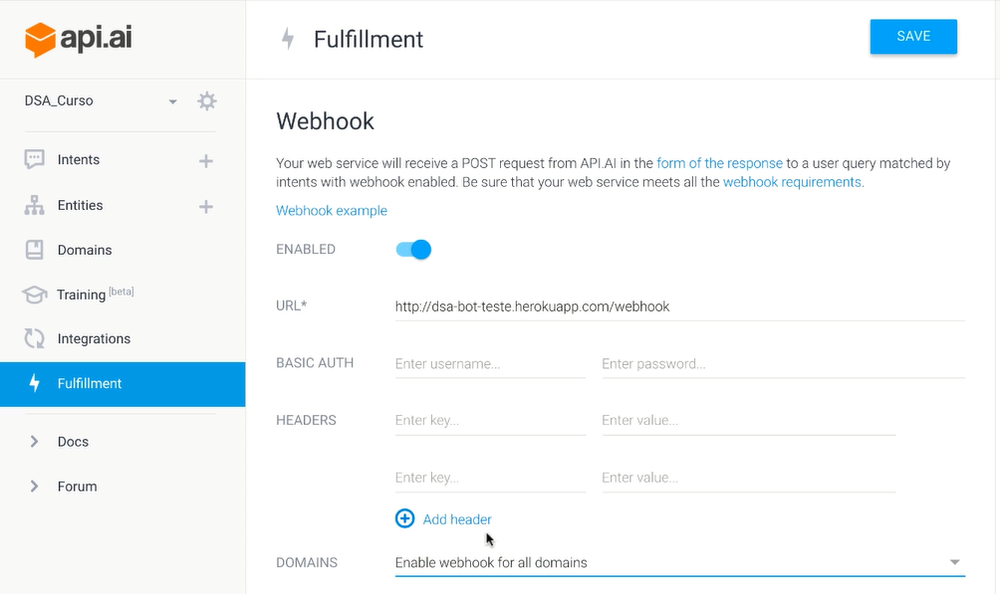 api.ai
Fulfillment
SAVE
DSA_Curso
Intents
Entities
Domains
Training [beta]
Integrations
Fulfillment
Docs
Forum
Webhook
Your web service will receive a POST request from API.AI in the form of the response to a user query matched by
intents with webhook enabled. Be sure that your web service meets all the webhook requirements.
Webhook example
ENABLED
URL*
http://dsa-bot-teste.herokuapp.com/webhook
BASIC AUTH
Enter username...
Enter password...
HEADERS
Enter key...
Enter value...
Enter key...
Enter value...
Add header
DOMAINS
Enable webhook for all domains